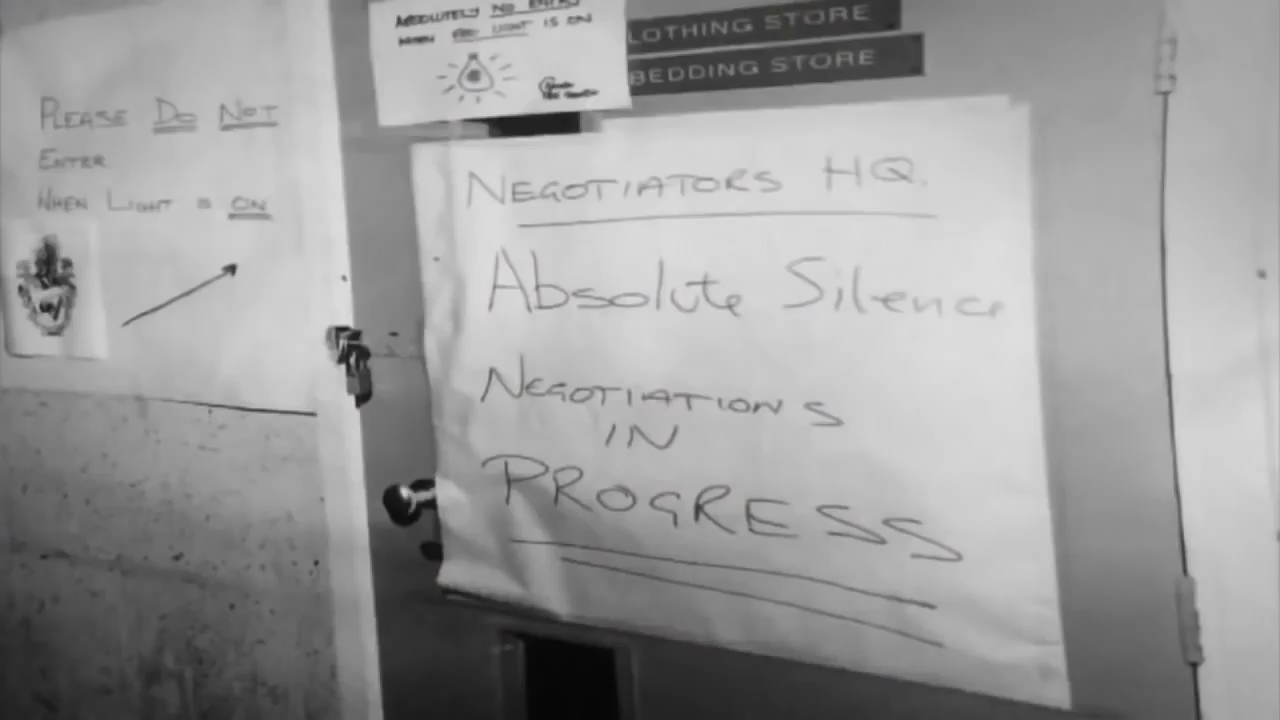 PLEASE DO NOT
ENTER
WHEN LIGHT IS ON
ABSOLUTELY NO ENTRY
WHEN RED LIGHT IS ON
LOTHING STORE
BEDDING STORE
NEGOTIATORS HQ.
Absolute Silence
NEGOTIATIONS
IN
PROGRESS